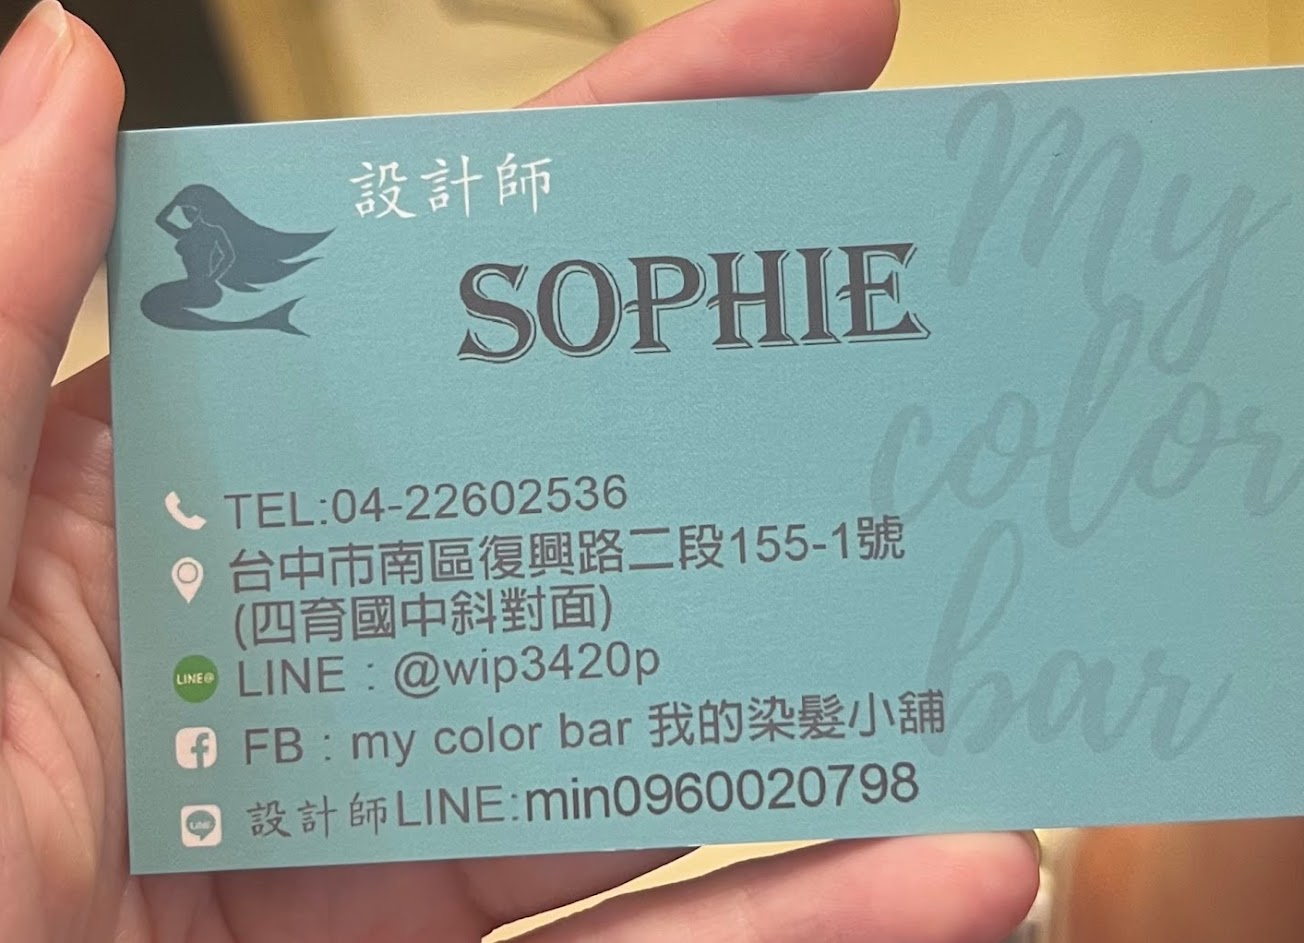 設計師
SOPHIE
My
color
bar
TEL:04-22602536
台中市南區復興路二段155-1號
(四育國中斜對面)
LINE@
LINE : @wip3420p
FB : my color bar 我的染髮小舖
LINE
設計師LINE:min0960020798